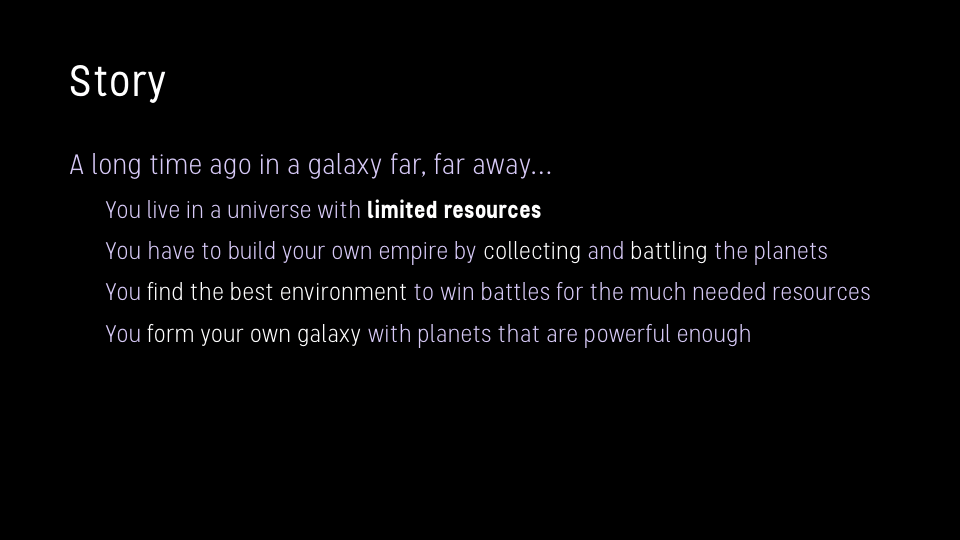 Story
A long time ago in a galaxy far, far away...
You live in a universe with limited resources
You have to build your own empire by collecting and battling the planets
You find the best environment to win battles for the much needed resources
You form your own galaxy with planets that are powerful enough